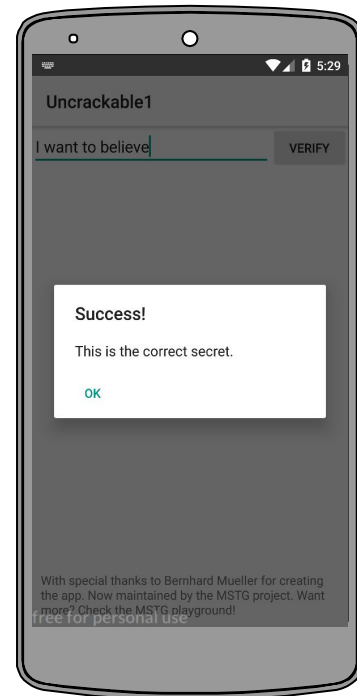 5:29
Uncrackable1
I want to believe
VERIFY
Success!
This is the correct secret.
OK
With special thanks to Bernhard Mueller for creating
the app. Now maintained by the MSTG project. Want
more? Check the MSTG playground!
free for personal use